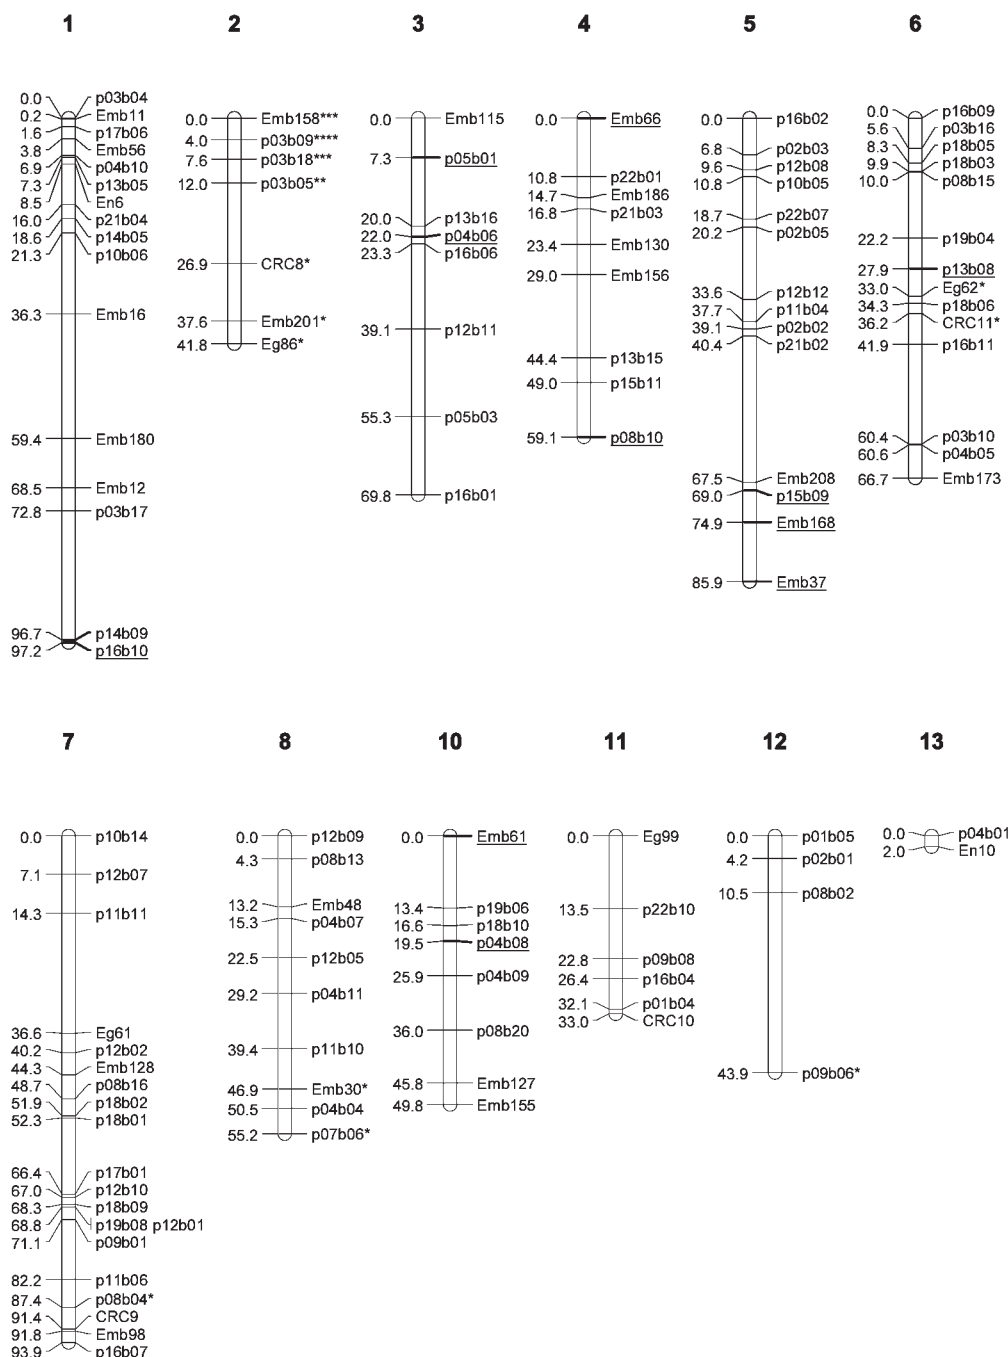 1
0.0 p03b04
0.2 Emb11
1.6 p17b06
3.8 Emb56
6.9 p04b10
7.3 p13b05
8.5 En6
16.0 p21b04
18.6 p14b05
21.3 p10b06
36.3 Emb16
59.4 Emb180
68.5 Emb12
72.8 p03b17
96.7 p14b09
97.2 p16b10
2
0.0 Emb158***
4.0 p03b09****
7.6 p03b18***
12.0 p03b05**
26.9 CRC8*
37.6 Emb201*
41.8 Eg86*
3
0.0 Emb115
7.3 p05b01
20.0 p13b16
22.0 p04b06
23.3 p16b06
39.1 p12b11
55.3 p05b03
69.8 p16b01
4
0.0 Emb66
10.8 p22b01
14.7 Emb186
16.8 p21b03
23.4 Emb130
29.0 Emb156
44.4 p13b15
49.0 p15b11
59.1 p08b10
5
0.0 p16b02
6.8 p02b03
9.6 p12b08
10.8 p10b05
18.7 p22b07
20.2 p02b05
33.6 p12b12
37.7 p11b04
39.1 p02b02
40.4 p21b02
67.5 Emb208
69.0 p15b09
74.9 Emb168
85.9 Emb37
6
0.0 p16b09
5.6 p03b16
8.3 p18b05
9.9 p18b03
10.0 p08b15
22.2 p19b04
27.9 p13b08
33.0 Eg62*
34.3 p18b06
36.2 CRC11*
41.9 p16b11
60.4 p03b10
60.6 p04b05
66.7 Emb173
7
0.0 p10b14
7.1 p12b07
14.3 p11b11
36.6 Eg61
40.2 p12b02
44.3 Emb128
48.7 p08b16
51.9 p18b02
52.3 p18b01
66.4 p17b01
67.0 p12b10
68.3 p18b09
68.8 p19b08 p12b01
71.1 p09b01
82.2 p11b06
87.4 p08b04*
91.4 CRC9
91.8 Emb98
93.9 p16b07
8
0.0 p12b09
4.3 p08b13
13.2 Emb48
15.3 p04b07
22.5 p12b05
29.2 p04b11
39.4 p11b10
46.9 Emb30*
50.5 p04b04
55.2 p07b06*
10
0.0 Emb61
13.4 p19b06
16.6 p18b10
19.5 p04b08
25.9 p04b09
36.0 p08b20
45.8 Emb127
49.8 Emb155
11
0.0 Eg99
13.5 p22b10
22.8 p09b08
26.4 p16b04
32.1 p01b04
33.0 CRC10
12
0.0 p01b05
4.2 p02b01
10.5 p08b02
43.9 p09b06*
13
0.0 p04b01
2.0 En10